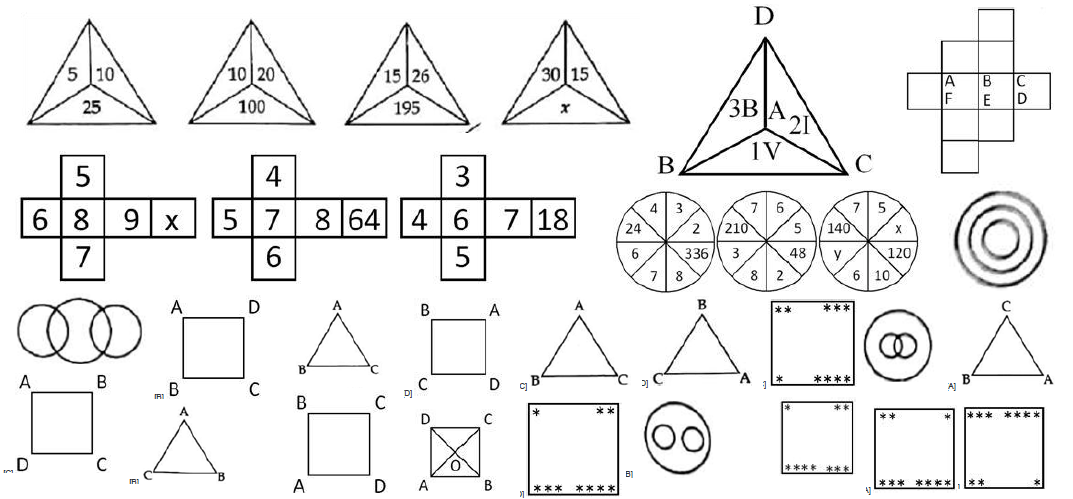 5 10
25
10 20
100
15 26
195
30 15
x
D
3B A 2I
1V
B C
A B C
F E D
5
6 8 9 x
7
4
5 7 8 64
6
3
4 6 7 18
5
4 3
24 2
6 336
7 8
7 6
210 5
3 48
8 2
7 5
140 x
y 120
6 10
A D
B C
[B]
A
B C
B A
C D
[D]
A
B C
C]
B
C A
D]
** ***
* ****
C
B A
A]
A B
D C
A
C B
[B]
B C
A D
D C
O
A B
* **
*** ****
B]
* **
**** ***
** *
*** ****
*** ****
** *